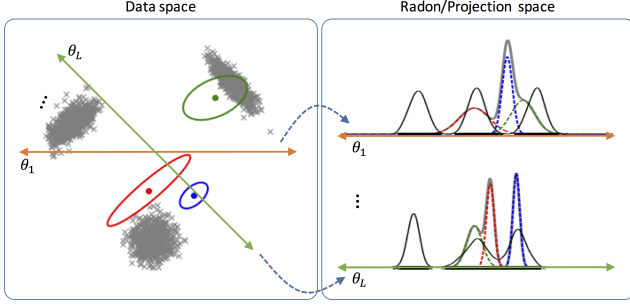 Data space
Radon/Projection space
θL
...
θ1
θ1
...
θL